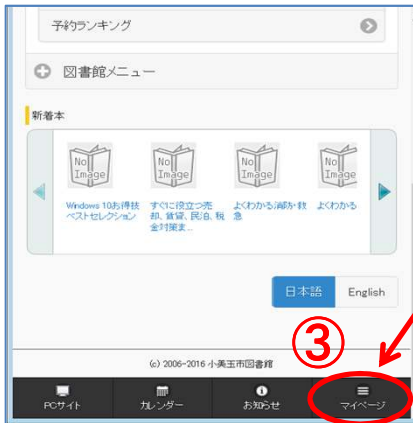 予約ランキング
図書館メニュー
新着本
No Image
No Image
No Image
No Image
Windows 10お得技
ベストセレクション
すぐに役立つ売
却、賃貸、民泊、税
金対策ま...
よくわかる消防・救
急
よくわかる
日本語
English
③
(c) 2006-2016 小美玉市図書館
PCサイト
カレンダー
お知らせ
マイページ